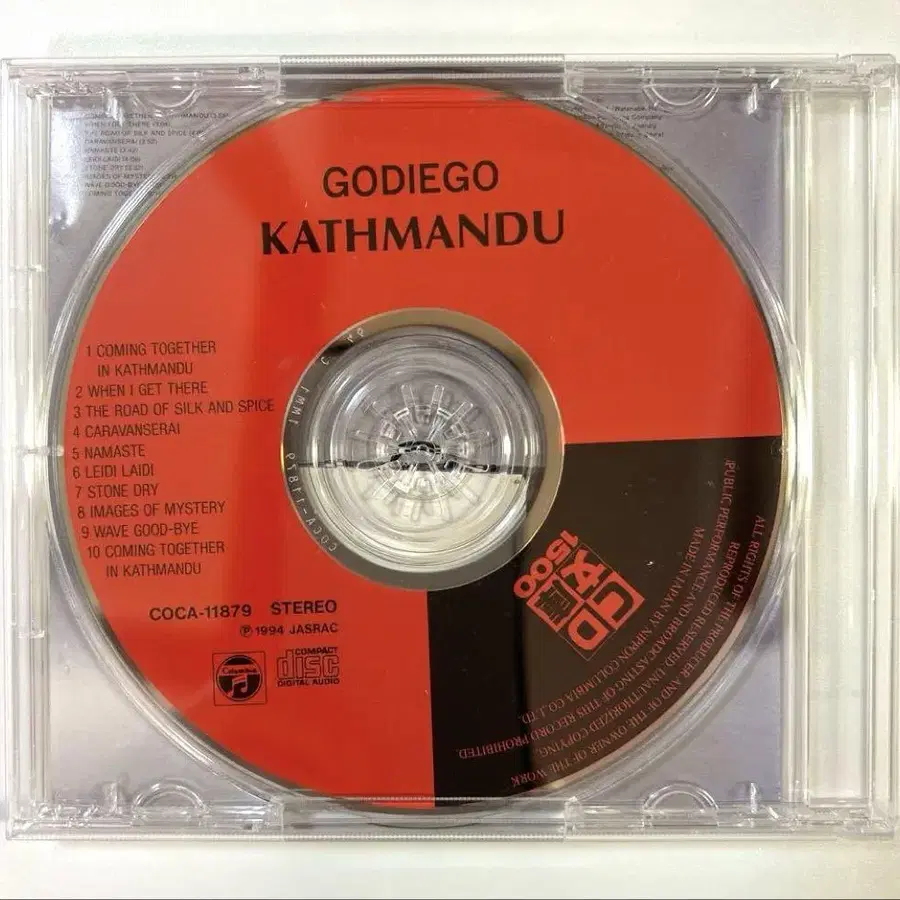 GODIEGO
KATHMANDU
1 COMING TOGETHER
IN KATHMANDU
2 WHEN I GET THERE
3 THE ROAD OF SILK AND SPICE
4 CARAVANSERAI
5 NAMASTE
6 LEIDI LAIDI
7 STONE DRY
8 IMAGES OF MYSTERY
9 WAVE GOOD-BYE
10 COMING TOGETHER
IN KATHMANDU
COCA-11879 STEREO
Ⓟ1994 JASRAC
Columbia
COMPACT
disc
DIGITAL AUDIO
CD
1500
ALL RIGHTS OF THE PRODUCER AND OF THE OWNER OF THE WORK
REPRODUCED RESERVED. UNAUTHORIZED COPYING,
PUBLIC PERFORMANCE AND BROADCASTING OF THIS RECORD PROHIBITED.
MADE IN JAPAN BY NIPPON COLUMBIA CO., LTD.
COCA-11879